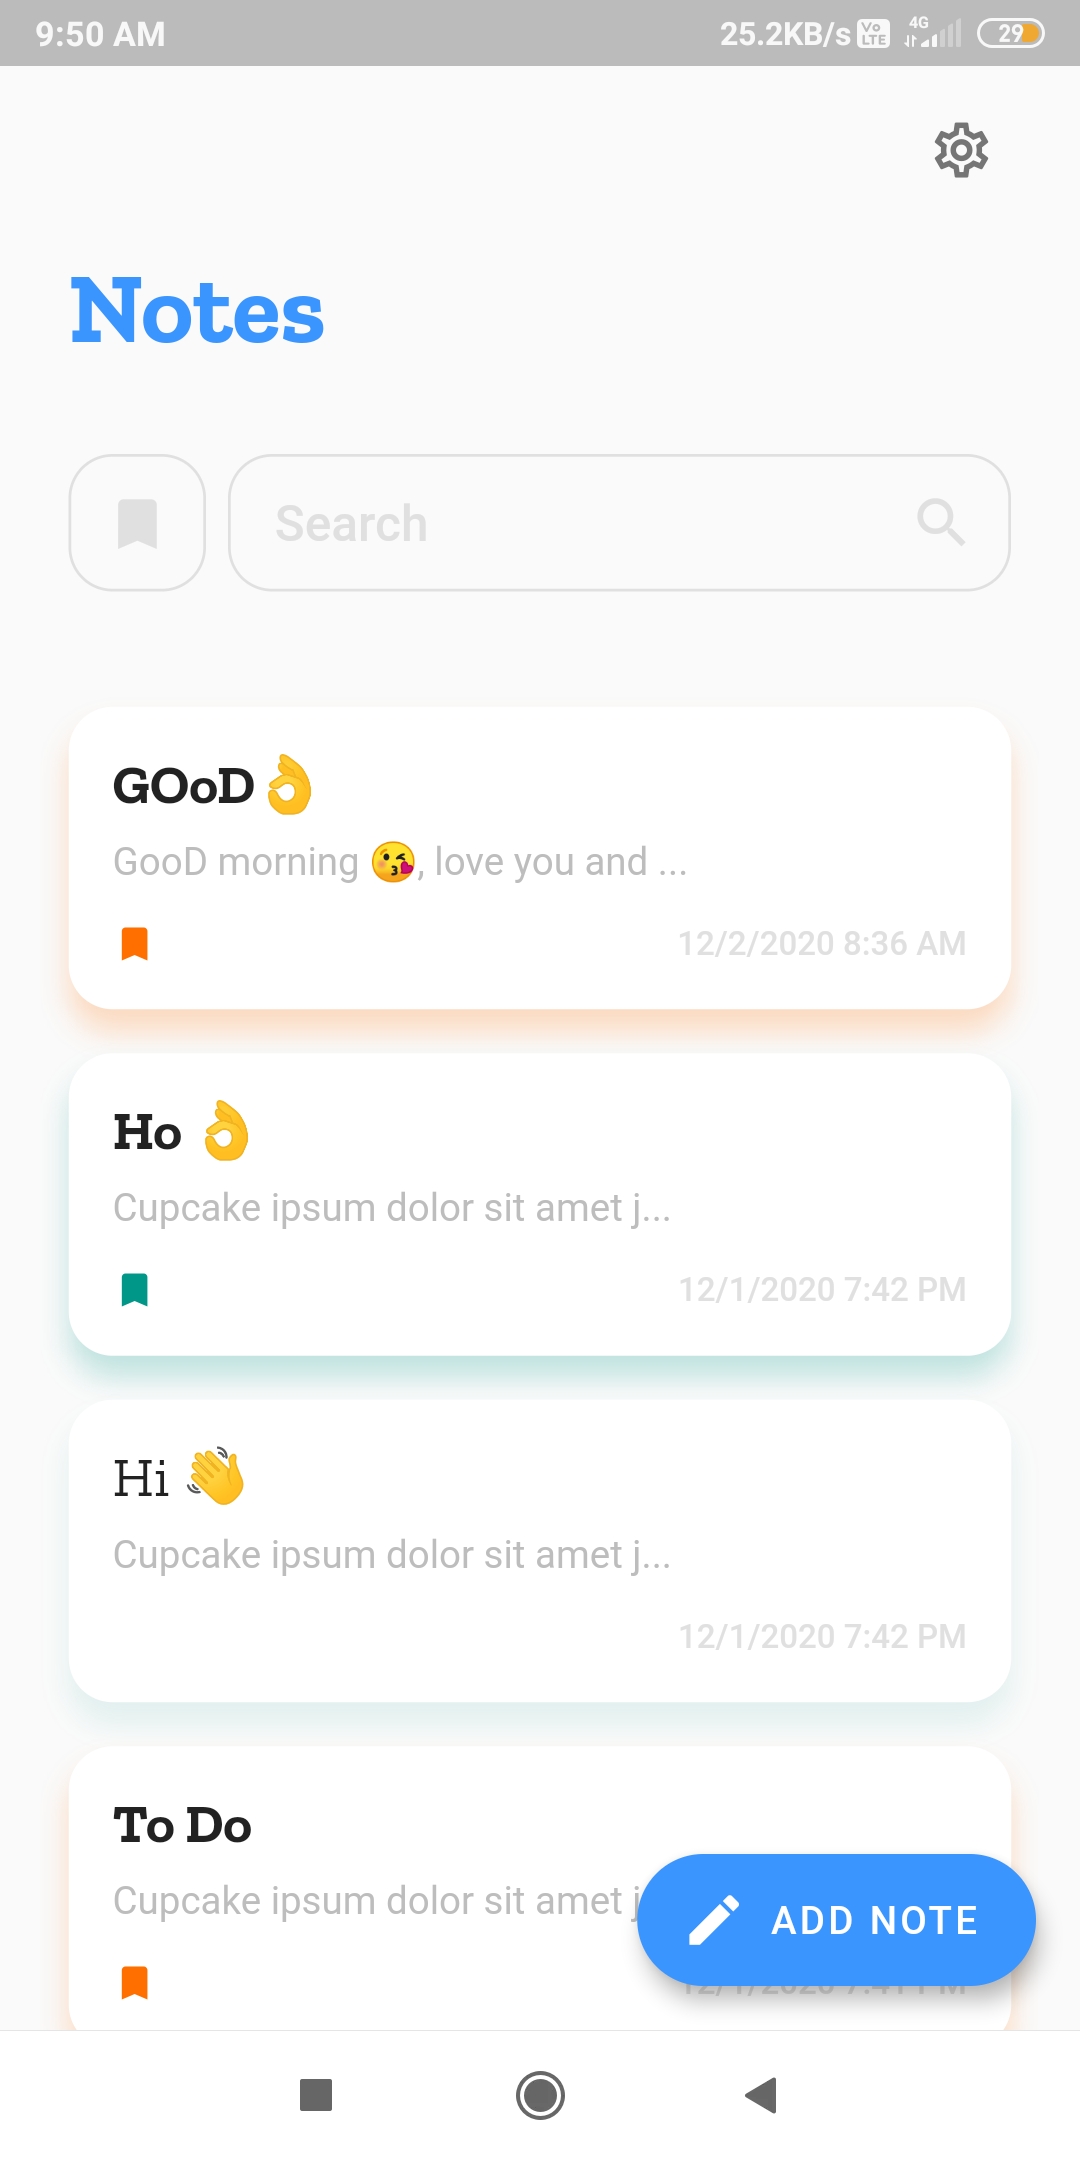 9:50 AM 25.2KB/s Vo LTE 4G 29
Notes
Search
GOoD👌
GooD morning 😘, love you and ...
12/2/2020 8:36 AM
Ho 👌
Cupcake ipsum dolor sit amet j...
12/1/2020 7:42 PM
Hi 👋
Cupcake ipsum dolor sit amet j...
12/1/2020 7:42 PM
To Do
Cupcake ipsum dolor sit amet j
ADD NOTE